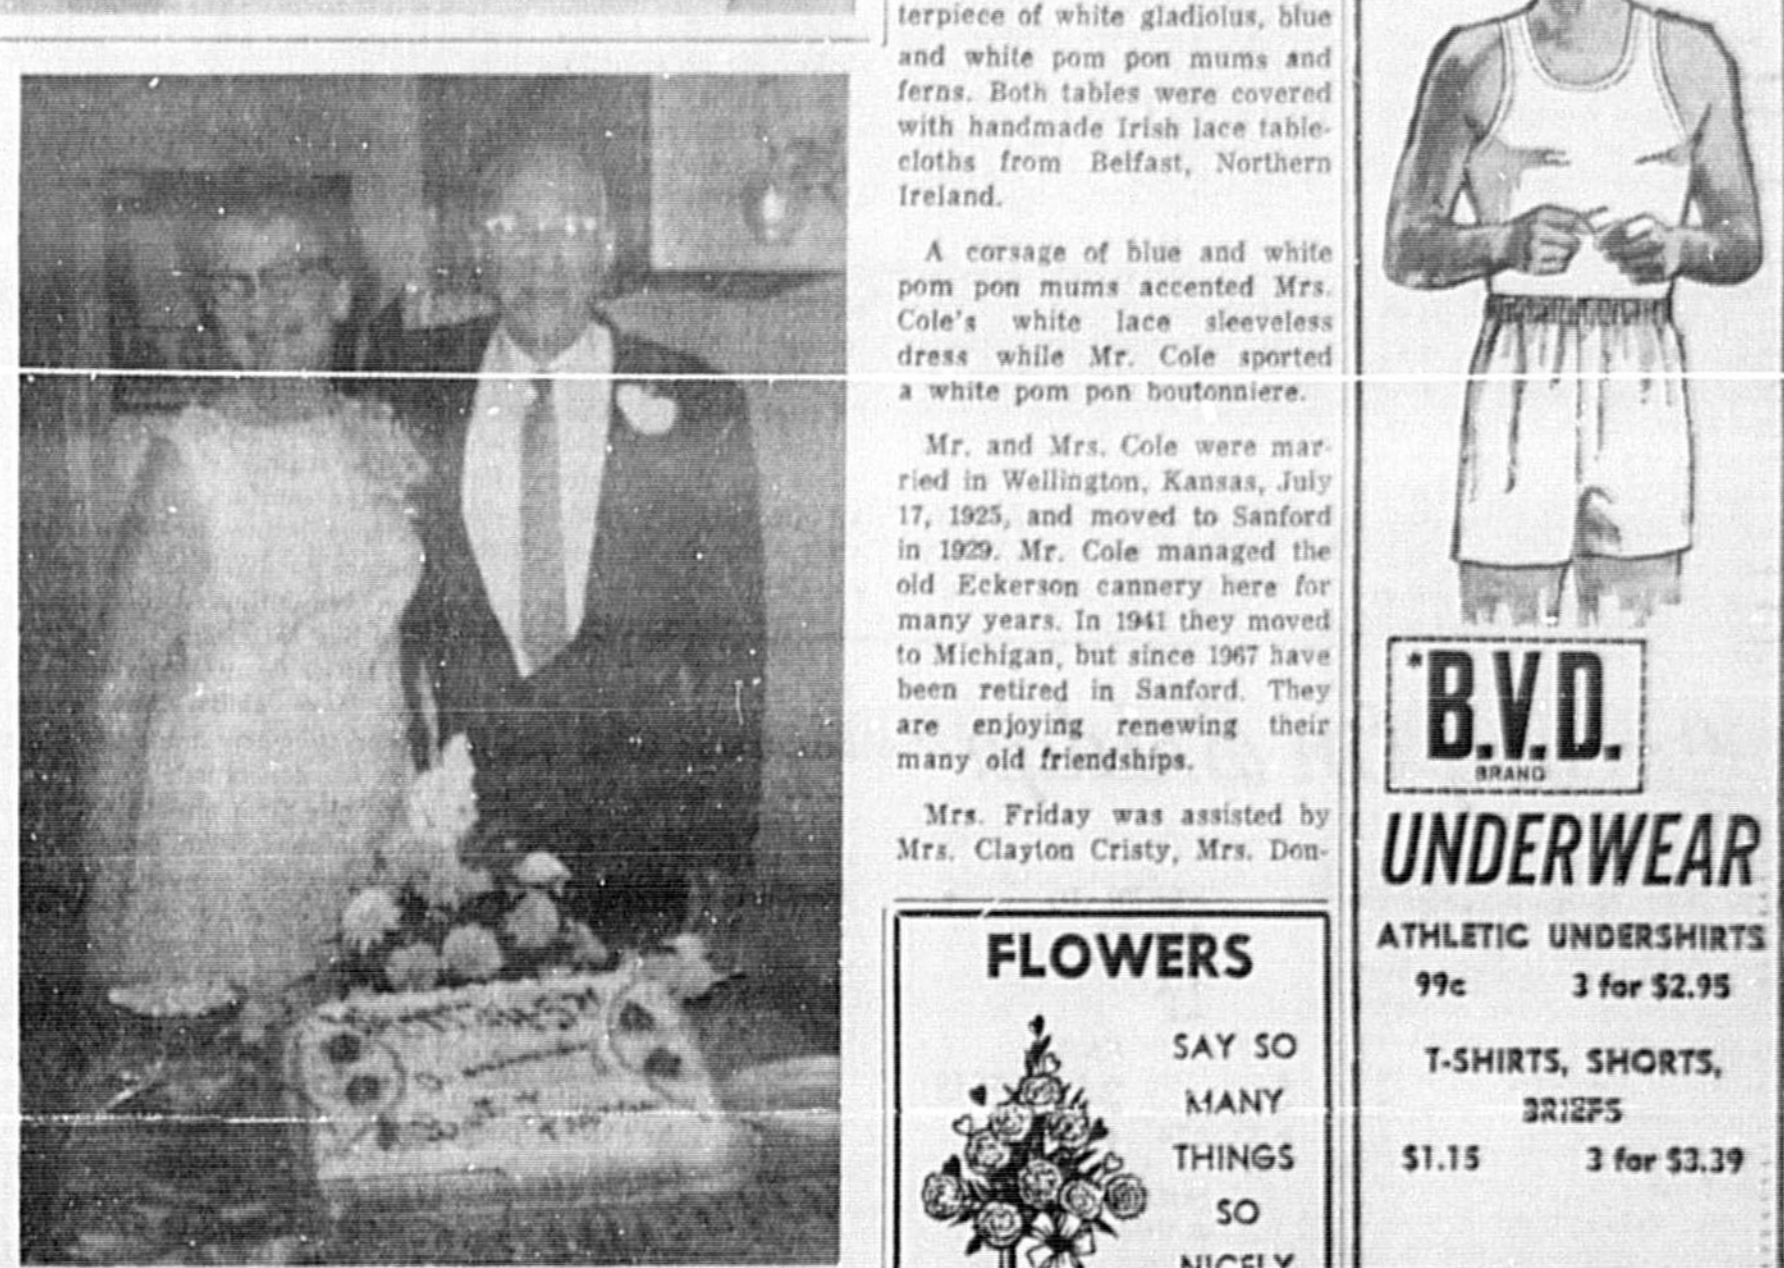 terpiece of white gladiolus, blue
and white pom pon mums and
ferns. Both tables were covered
with handmade Irish lace table-
cloths from Belfast, Northern
Ireland.
A corsage of blue and white
pom pon mums accented Mrs.
Cole's white lace sleeveless
dress while Mr. Cole sported
a white pom pon boutonniere.
Mr. and Mrs. Cole were mar-
ried in Wellington, Kansas, July
17, 1925, and moved to Sanford
in 1929. Mr. Cole managed the
old Eckerson cannery here for
many years. In 1941 they moved
to Michigan, but since 1967 have
been retired in Sanford. They
are enjoying renewing their
many old friendships.
Mrs. Friday was assisted by
Mrs. Clayton Cristy, Mrs. Don-
FLOWERS
SAY SO
MANY
THINGS
SO
NICELY
*B.V.D.
BRAND
UNDERWEAR
ATHLETIC UNDERSHIRTS
99c 3 for $2.95
T-SHIRTS, SHORTS,
BRIEFS
$1.15 3 for $3.39